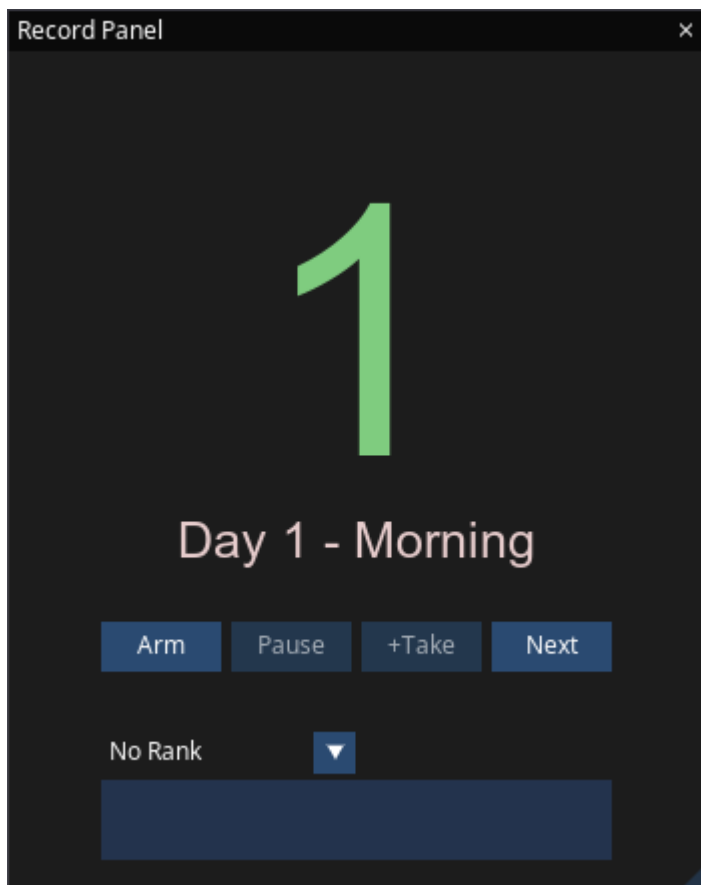 Record Panel ×
1
Day 1 - Morning
Arm Pause +Take Next
No Rank